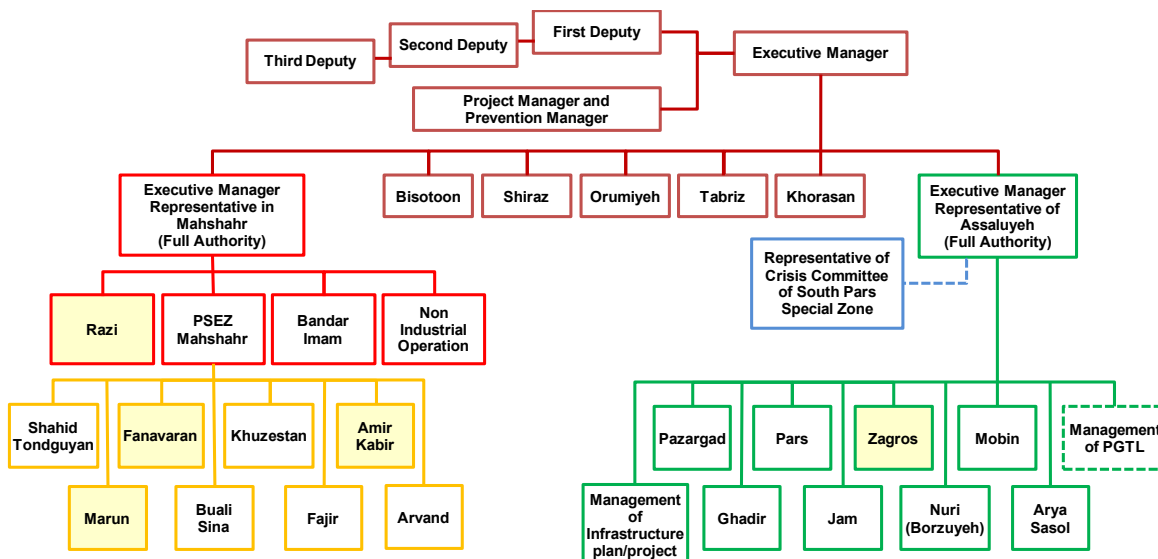 First Deputy
Second Deputy
Third Deputy
Executive Manager
Project Manager and
Prevention Manager
Executive Manager
Representative in
Mahshahr
(Full Authority)
Bisotoon
Shiraz
Orumiyeh
Tabriz
Khorasan
Executive Manager
Representative of
Assaluyeh
(Full Authority)
Representative of
Crisis Committee
of South Pars
Special Zone
Razi
PSEZ
Mahshahr
Bandar
Imam
Non
Industrial
Operation
Shahid
Tondguyan
Fanavaran
Khuzestan
Amir
Kabir
Marun
Buali
Sina
Fajir
Arvand
Pazargad
Pars
Zagros
Mobin
Management
of PGTL
Management
of
Infrastructure
plan/project
Ghadir
Jam
Nuri
(Borzuyeh)
Arya
Sasol